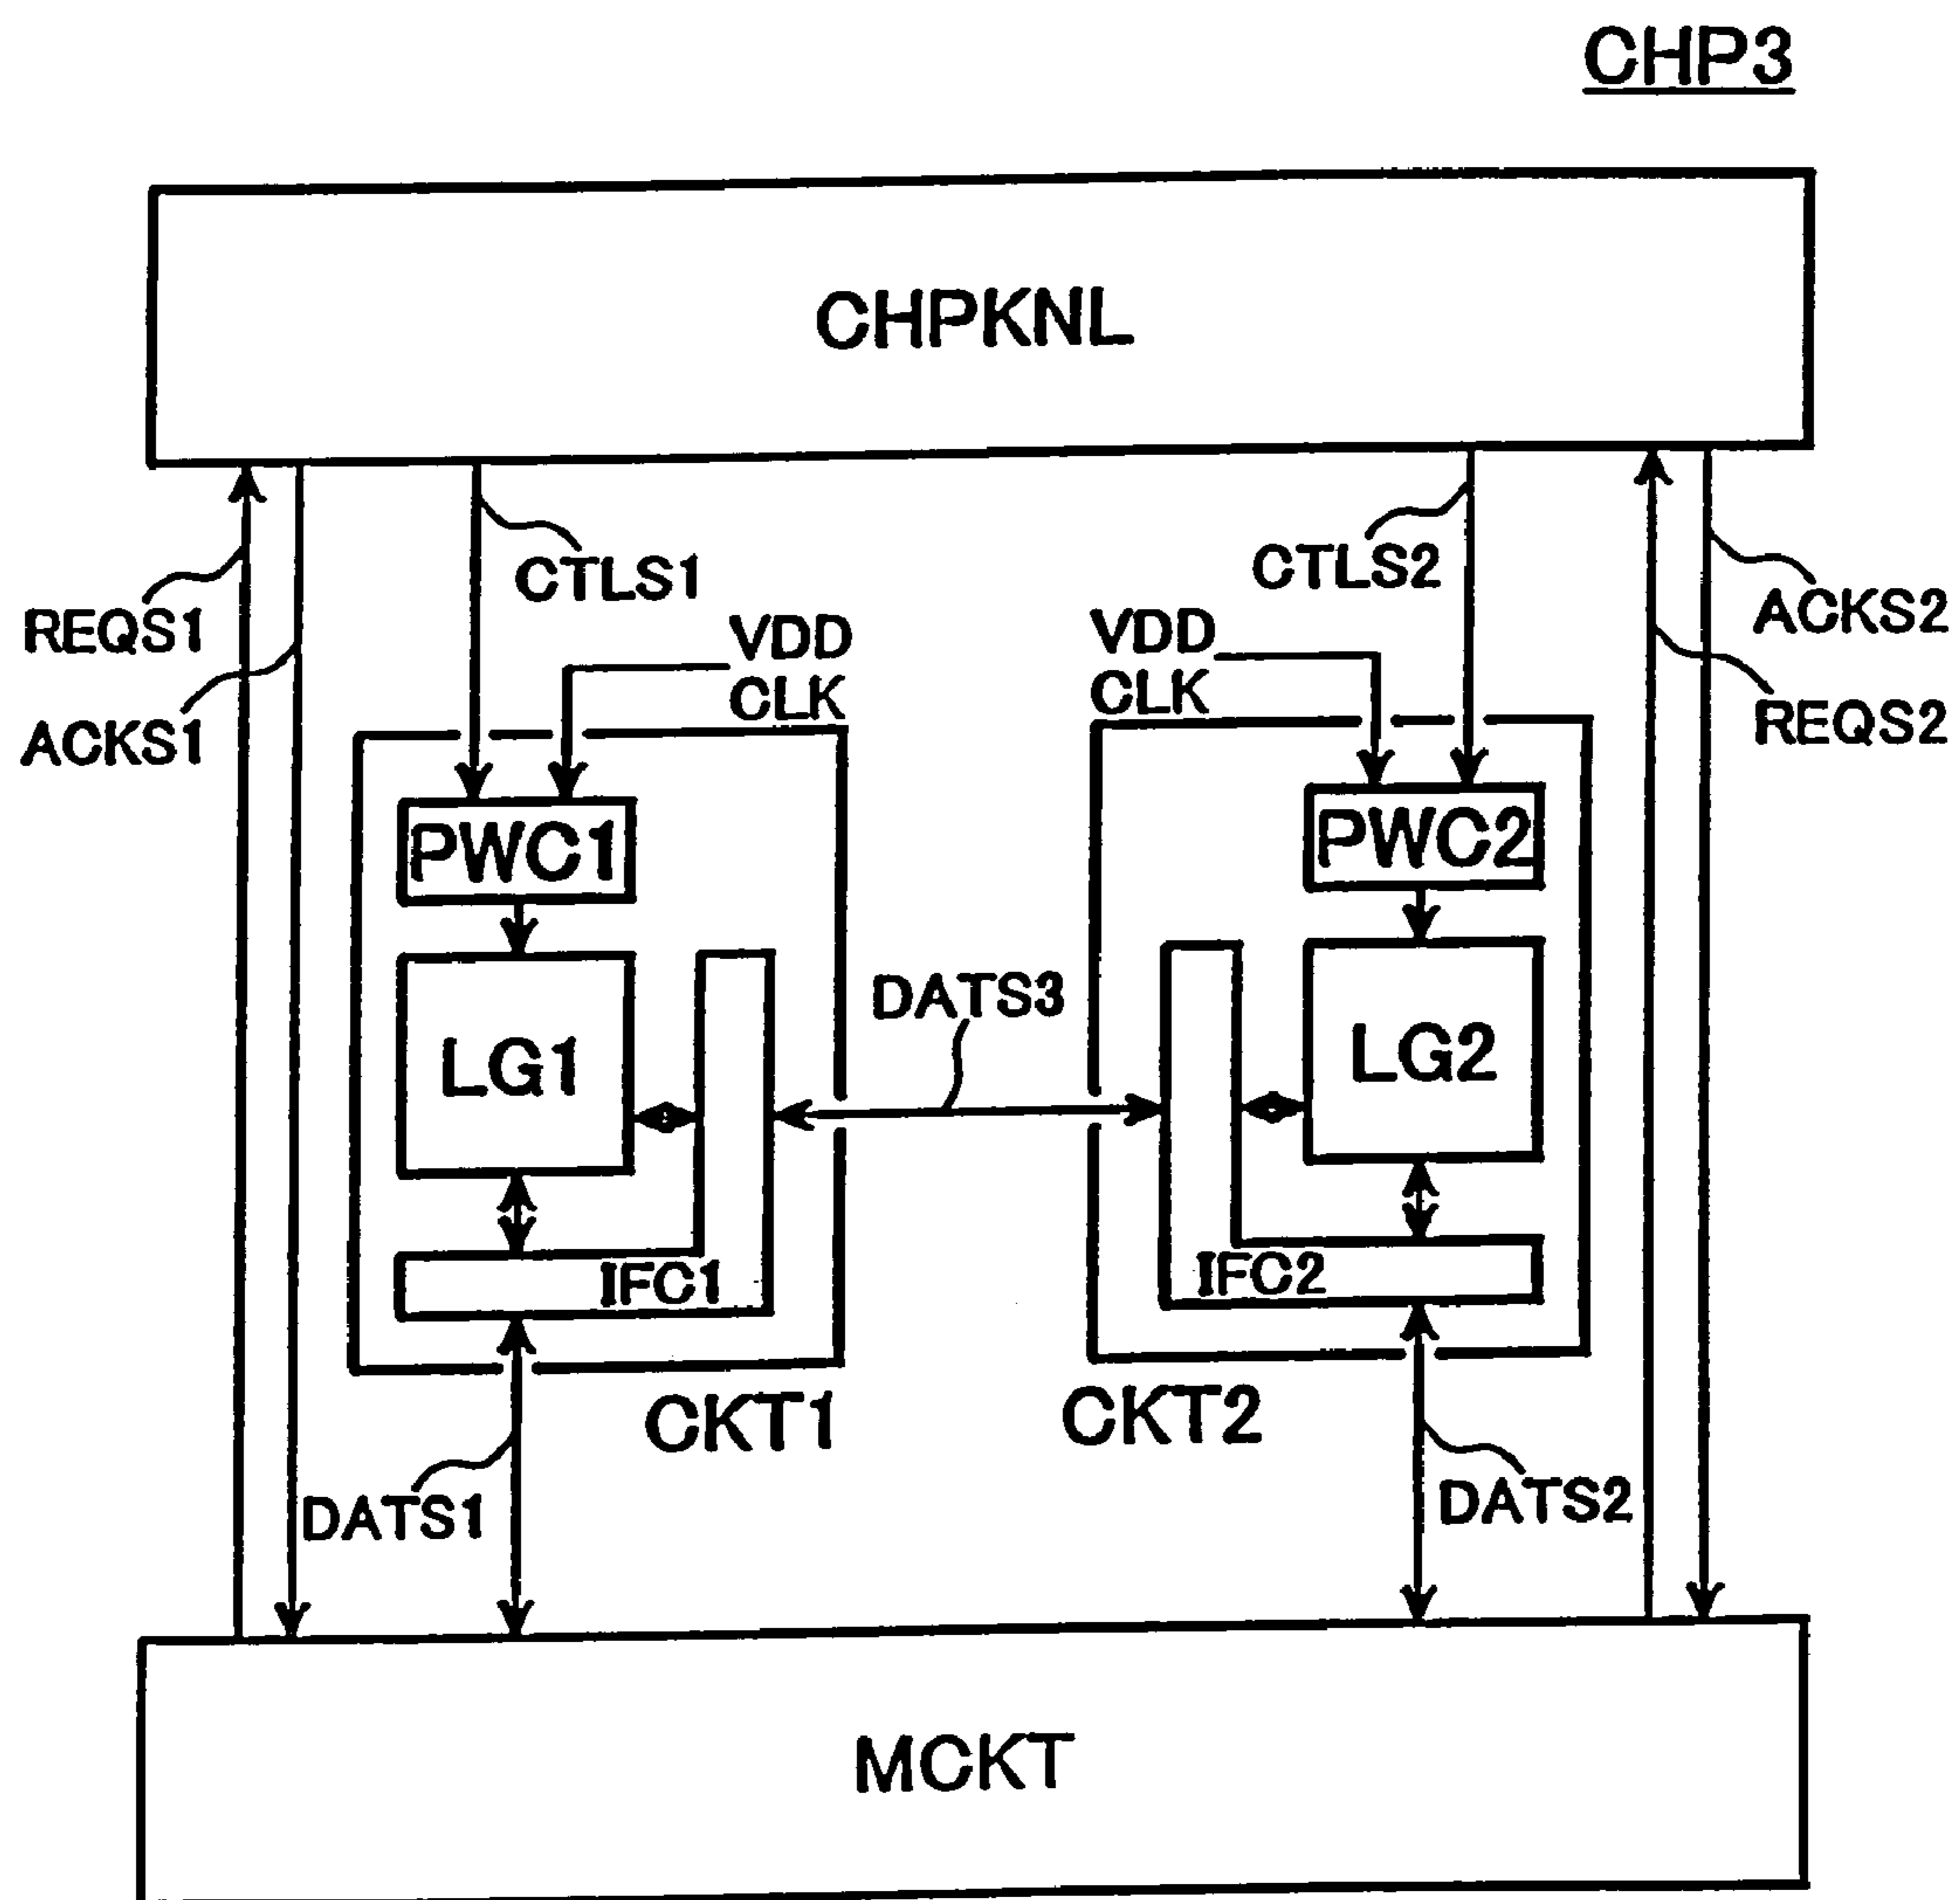 CHP3
CHPKNL
CTLS1
CTLS2
REQS1
ACKS2
VDD
CLK
VDD
CLK
ACKS1
REQS2
PWC1
PWC2
DATS3
LG1
LG2
IFC1
IFC2
CKT1
CKT2
DATS1
DATS2
MCKT